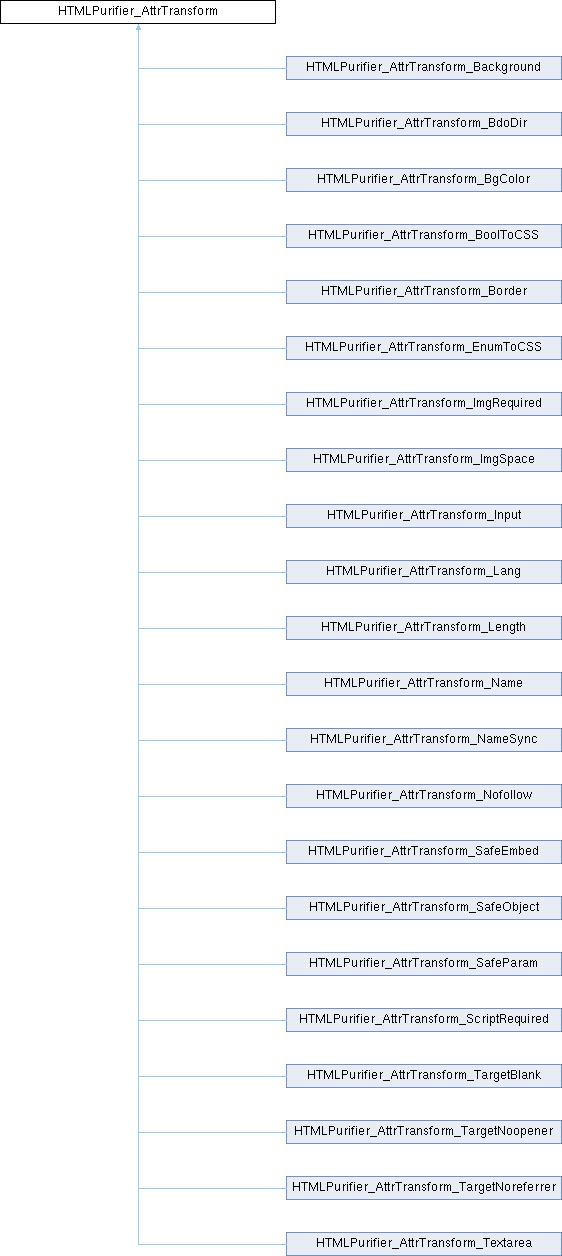 HTMLPurifier_AttrTransform
HTMLPurifier_AttrTransform_Background
HTMLPurifier_AttrTransform_BdoDir
HTMLPurifier_AttrTransform_BgColor
HTMLPurifier_AttrTransform_BoolToCSS
HTMLPurifier_AttrTransform_Border
HTMLPurifier_AttrTransform_EnumToCSS
HTMLPurifier_AttrTransform_ImgRequired
HTMLPurifier_AttrTransform_ImgSpace
HTMLPurifier_AttrTransform_Input
HTMLPurifier_AttrTransform_Lang
HTMLPurifier_AttrTransform_Length
HTMLPurifier_AttrTransform_Name
HTMLPurifier_AttrTransform_NameSync
HTMLPurifier_AttrTransform_Nofollow
HTMLPurifier_AttrTransform_SafeEmbed
HTMLPurifier_AttrTransform_SafeObject
HTMLPurifier_AttrTransform_SafeParam
HTMLPurifier_AttrTransform_ScriptRequired
HTMLPurifier_AttrTransform_TargetBlank
HTMLPurifier_AttrTransform_TargetNoopener
HTMLPurifier_AttrTransform_TargetNoreferrer
HTMLPurifier_AttrTransform_Textarea